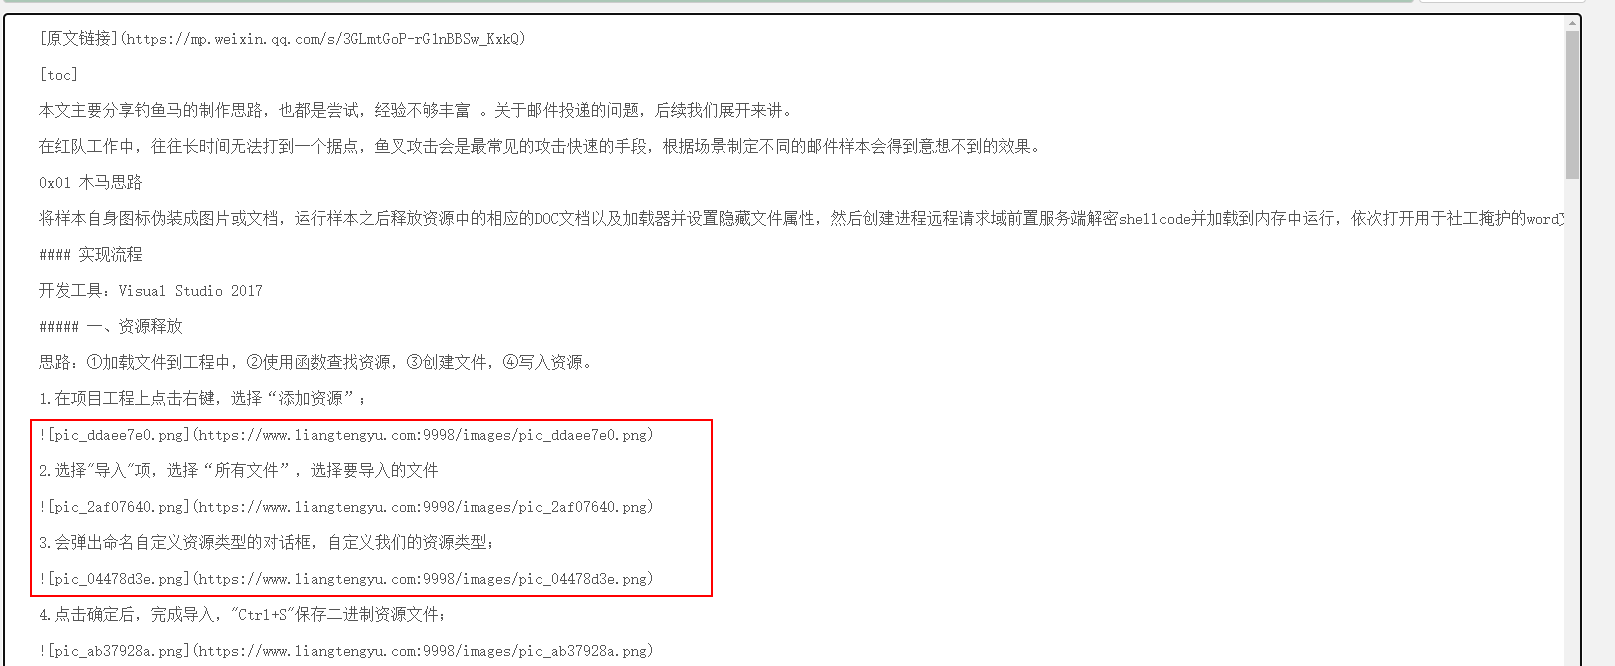 [原文链接](https://mp.weixin.qq.com/s/3GLmtGoP-rG1nBBSw_KxkQ)
[toc]
本文主要分享钓鱼马的制作思路，也都是尝试，经验不够丰富 。关于邮件投递的问题，后续我们展开来讲。
在红队工作中，往往长时间无法打到一个据点，鱼叉攻击会是最常见的攻击快速的手段，根据场景制定不同的邮件样本会得到意想不到的效果。
0x01 木马思路
将样本自身图标伪装成图片或文档，运行样本之后释放资源中的相应的DOC文档以及加载器并设置隐藏文件属性，然后创建进程远程请求域前置服务端解密shellcode并加载到内存中运行，依次打开用于社工掩护的word
#### 实现流程
开发工具：Visual Studio 2017
##### 一、资源释放
思路：①加载文件到工程中，②使用函数查找资源，③创建文件，④写入资源。
1.在项目工程上点击右键，选择“添加资源”；
![pic_ddaee7e0.png](https://www.liangtengyu.com:9998/images/pic_ddaee7e0.png)
2.选择"导入"项，选择“所有文件”，选择要导入的文件
![pic_2af07640.png](https://www.liangtengyu.com:9998/images/pic_2af07640.png)
3.会弹出命名自定义资源类型的对话框，自定义我们的资源类型；
![pic_04478d3e.png](https://www.liangtengyu.com:9998/images/pic_04478d3e.png)
4.点击确定后，完成导入，"Ctrl+S"保存二进制资源文件；
![pic_ab37928a.png](https://www.liangtengyu.com:9998/images/pic_ab37928a.png)